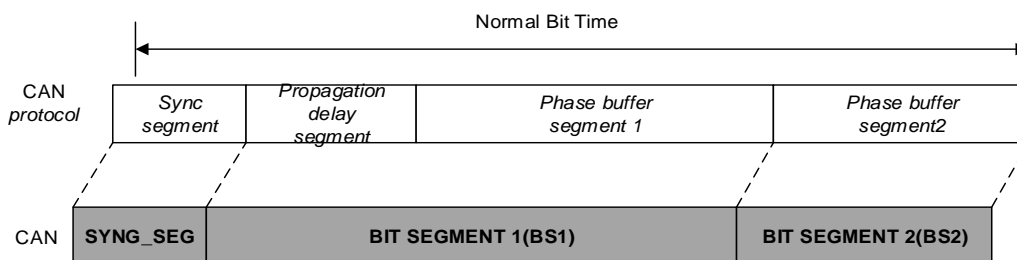 Normal Bit Time
CAN
protocol
Sync
segment
Propagation
delay
segment
Phase buffer
segment 1
Phase buffer
segment2
CAN
SYNG_SEG
BIT SEGMENT 1(BS1)
BIT SEGMENT 2(BS2)